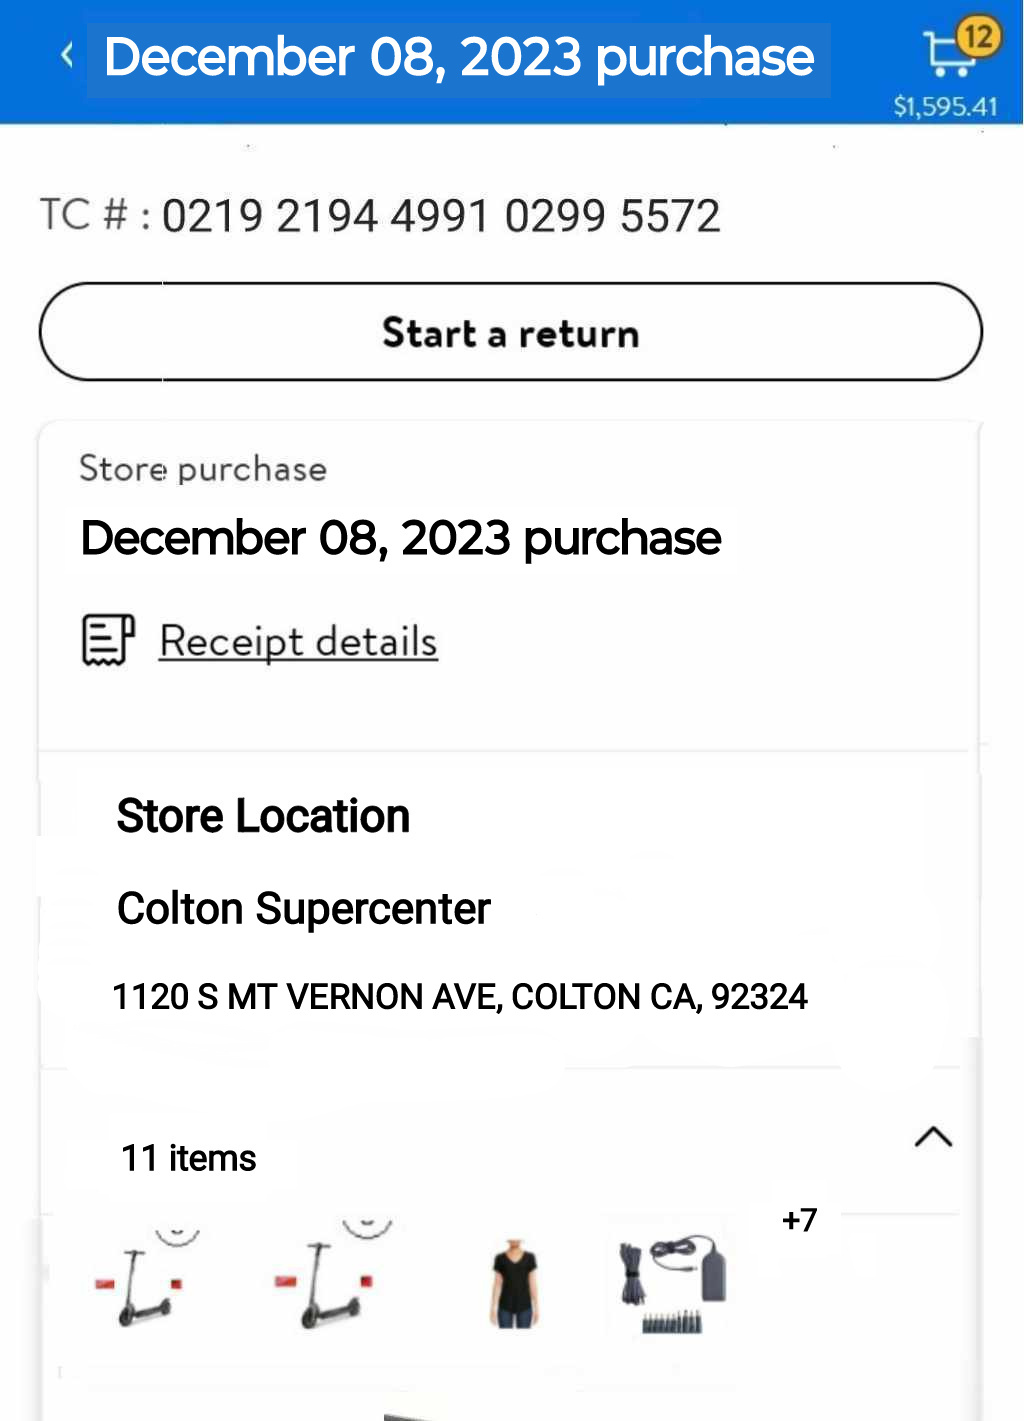 December 08, 2023 purchase
12
$1,595.41
TC # : 0219 2194 4991 0299 5572
Start a return
Store purchase
December 08, 2023 purchase
Receipt details
Store Location
Colton Supercenter
1120 S MT VERNON AVE, COLTON CA, 92324
11 items
+7